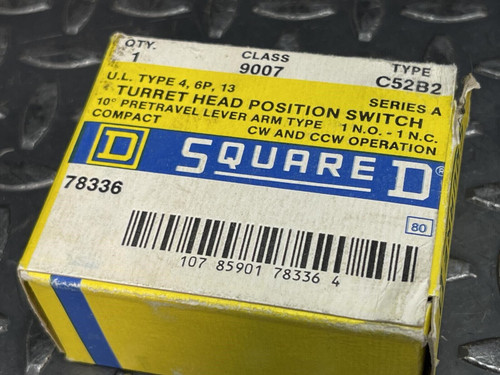 QTY. CLASS TYPE
1 9007 C52B2
U.L. TYPE 4, 6P, 13 SERIES A
TURRET HEAD POSITION SWITCH
10° PRETRAVEL LEVER ARM TYPE 1 N.O. - 1 N.C.
COMPACT CW AND CCW OPERATION
D SQUARE D®
78336
80
107 85901 78336 4